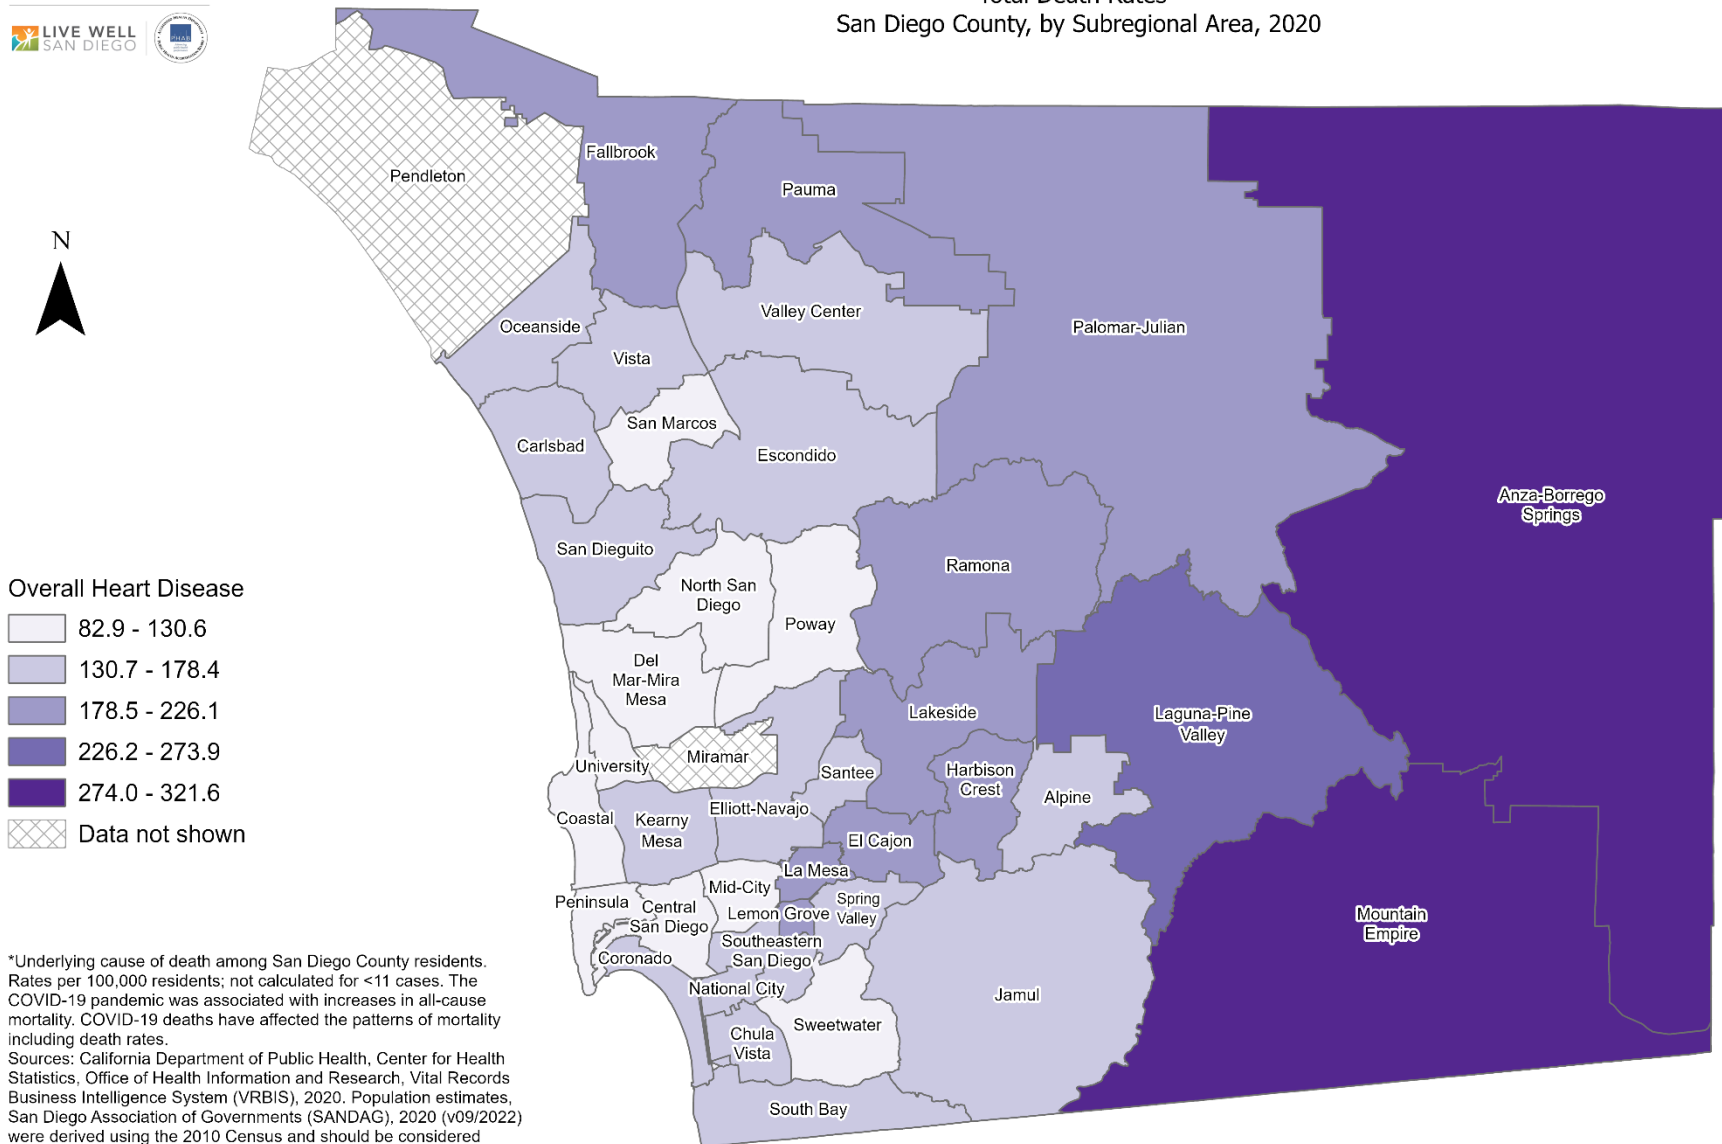 Total Death Rates
San Diego County, by Subregional Area, 2020
LIVE WELL
SAN DIEGO
PHAB
N
Pendleton
Fallbrook
Pauma
Oceanside
Vista
Valley Center
Palomar-Julian
San Marcos
Carlsbad
Escondido
Anza-Borrego
Springs
San Dieguito
North San
Diego
Poway
Ramona
Del
Mar-Mira
Mesa
Lakeside
Laguna-Pine
Valley
University
Miramar
Santee
Harbison
Crest
Alpine
Coastal
Kearny
Mesa
Elliott-Navajo
El Cajon
La Mesa
Peninsula
Central
San Diego
Mid-City
Lemon Grove
Spring
Valley
Mountain
Empire
Coronado
Southeastern
San Diego
National City
Jamul
Chula
Vista
Sweetwater
South Bay
Overall Heart Disease
82.9 - 130.6
130.7 - 178.4
178.5 - 226.1
226.2 - 273.9
274.0 - 321.6
Data not shown
*Underlying cause of death among San Diego County residents.
Rates per 100,000 residents; not calculated for <11 cases. The
COVID-19 pandemic was associated with increases in all-cause
mortality. COVID-19 deaths have affected the patterns of mortality
including death rates.
Sources: California Department of Public Health, Center for Health
Statistics, Office of Health Information and Research, Vital Records
Business Intelligence System (VRBIS), 2020. Population estimates,
San Diego Association of Governments (SANDAG), 2020 (v09/2022)
were derived using the 2010 Census and should be considered